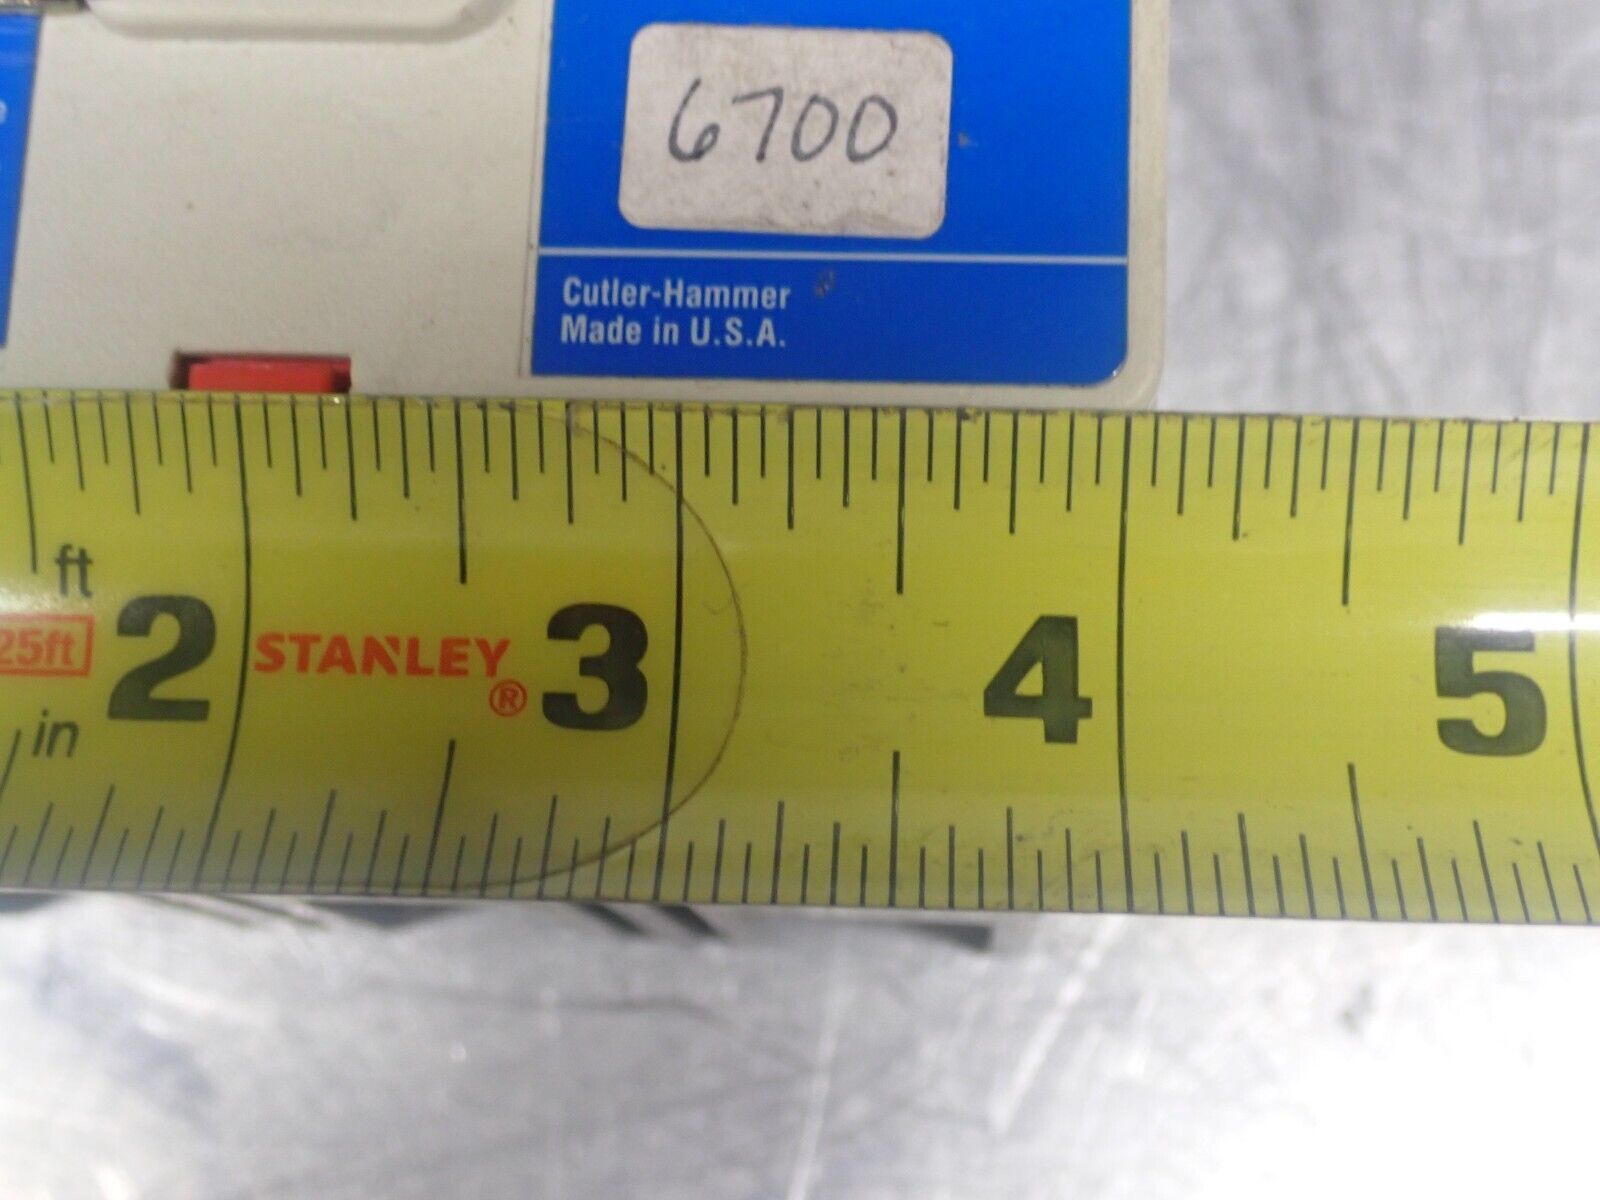 6700
Cutler-Hammer
Made in U.S.A.
ft
25ft
in
2 STANLEY® 3 4 5